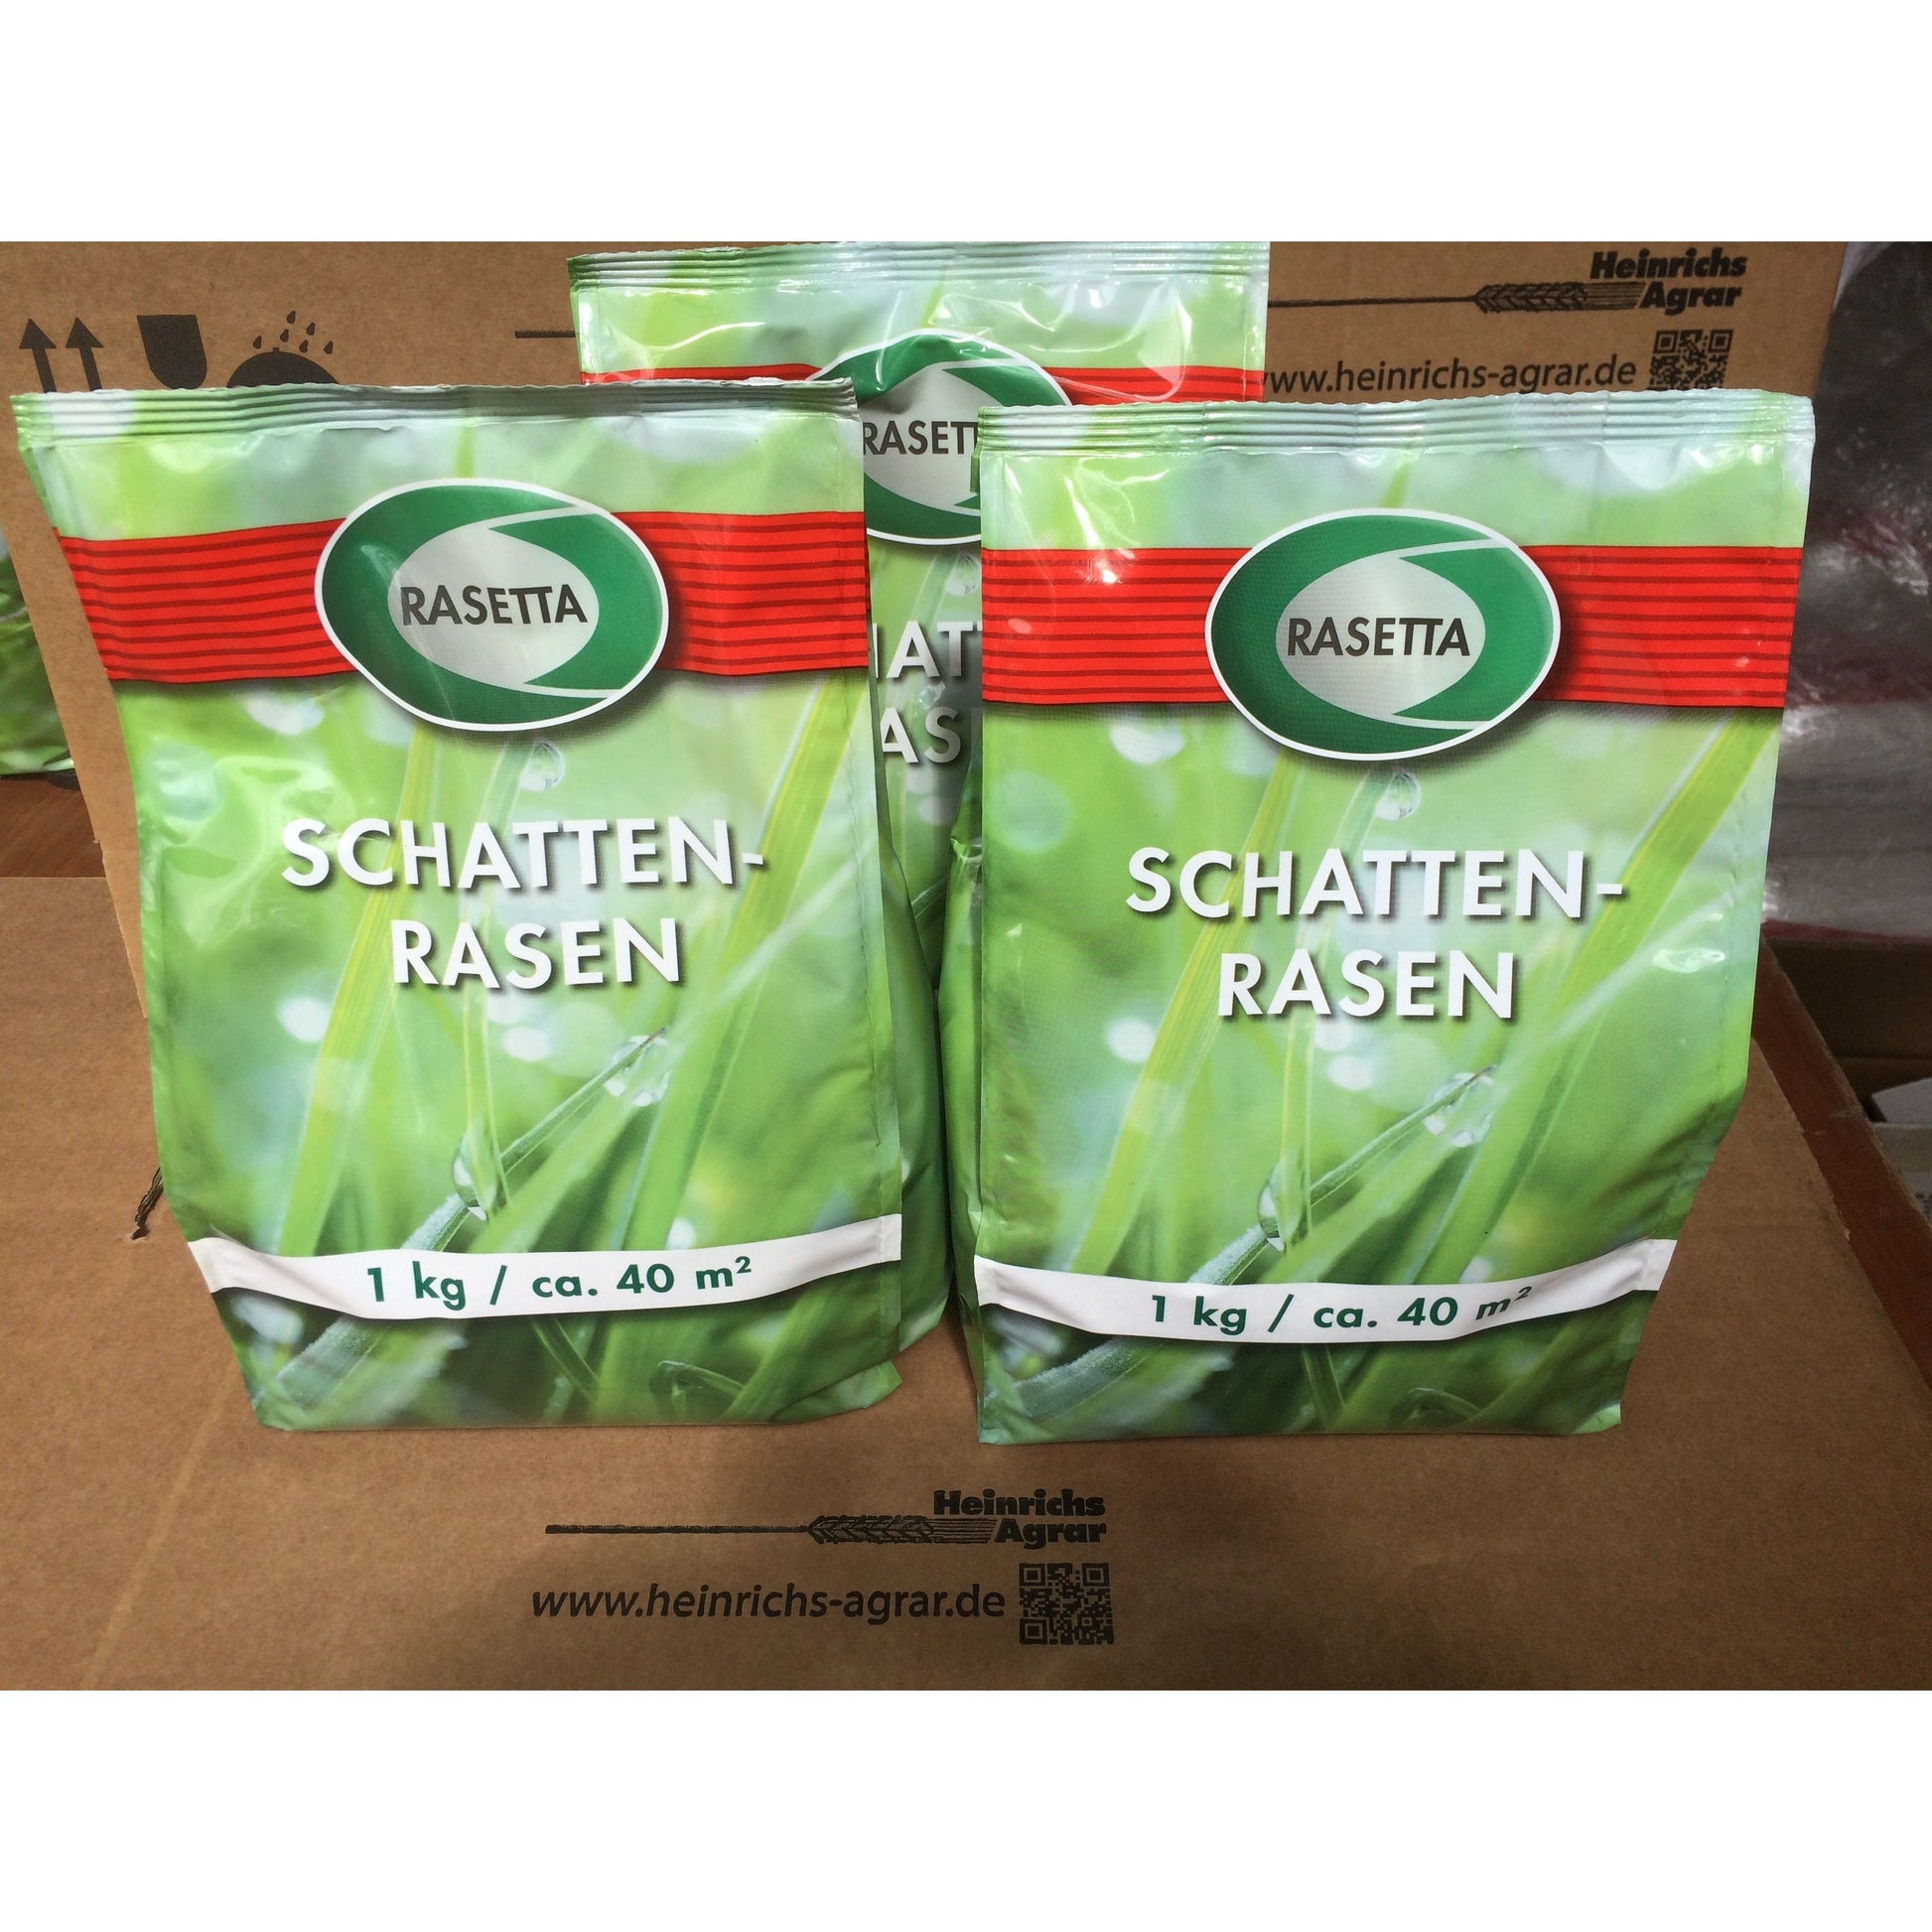 Heinrichs
Agrar
www.heinrichs-agrar.de
RASETTA
SCHATTEN-
RASEN
1 kg / ca. 40 m²
RASETTA
SCHATTEN-
RASEN
1 kg / ca. 40 m²
Heinrichs
Agrar
www.heinrichs-agrar.de